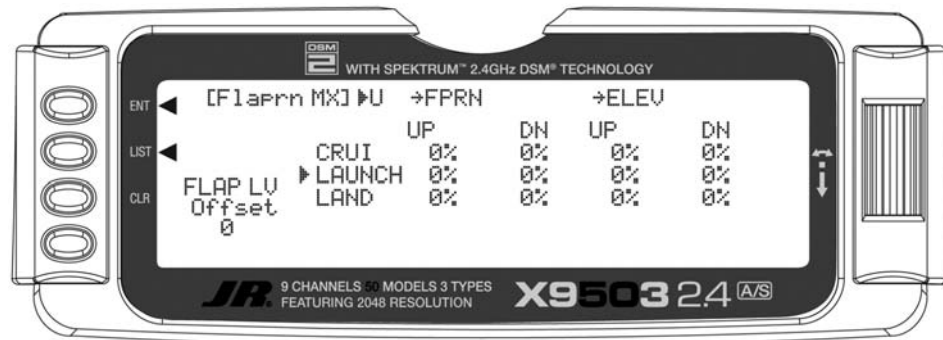 DSM
2
WITH SPEKTRUM™ 2.4GHz DSM® TECHNOLOGY
ENT
LIST
CLR
[Flaprn MX] ▶U →FPRN →ELEV
UP DN UP DN
CRUI 0% 0% 0% 0%
▶LAUNCH 0% 0% 0% 0%
LAND 0% 0% 0% 0%
FLAP LV
Offset
0
JR.
9 CHANNELS 50 MODELS 3 TYPES
FEATURING 2048 RESOLUTION
X9503 2.4 A/S